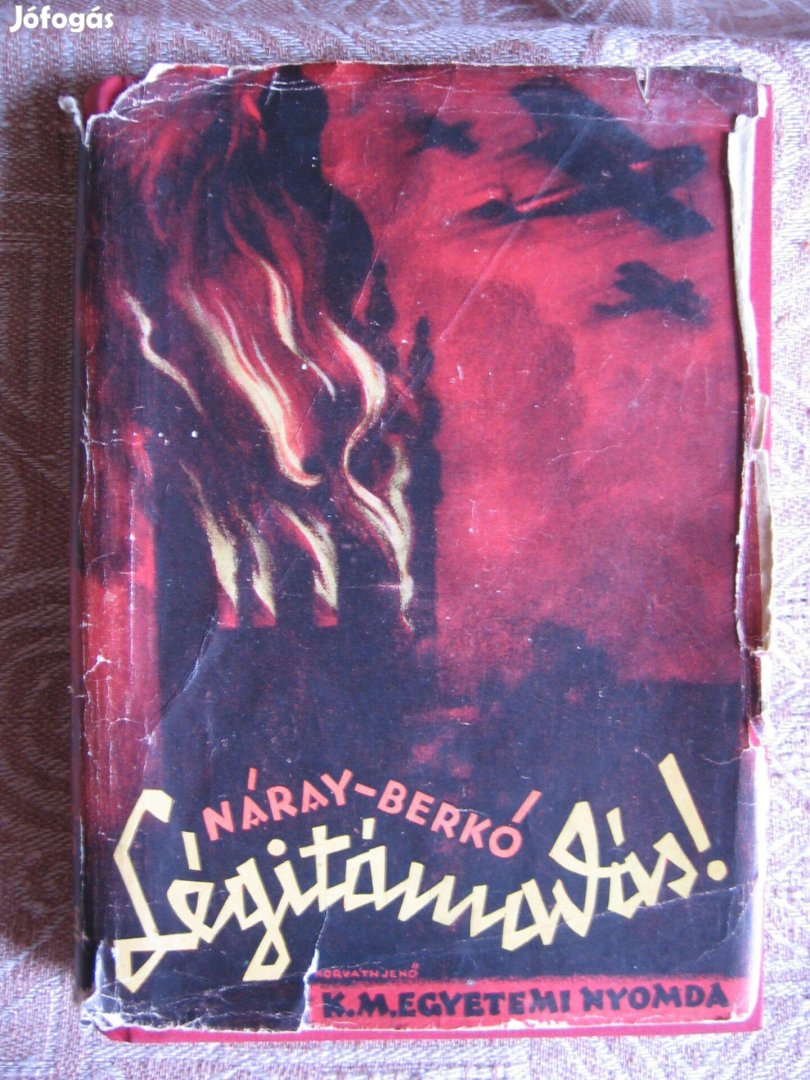 Jófogás
NÁRAY-BERKÓ
Légitámadás!
HORVÁTH JENŐ
K.M. EGYETEMI NYOMDA